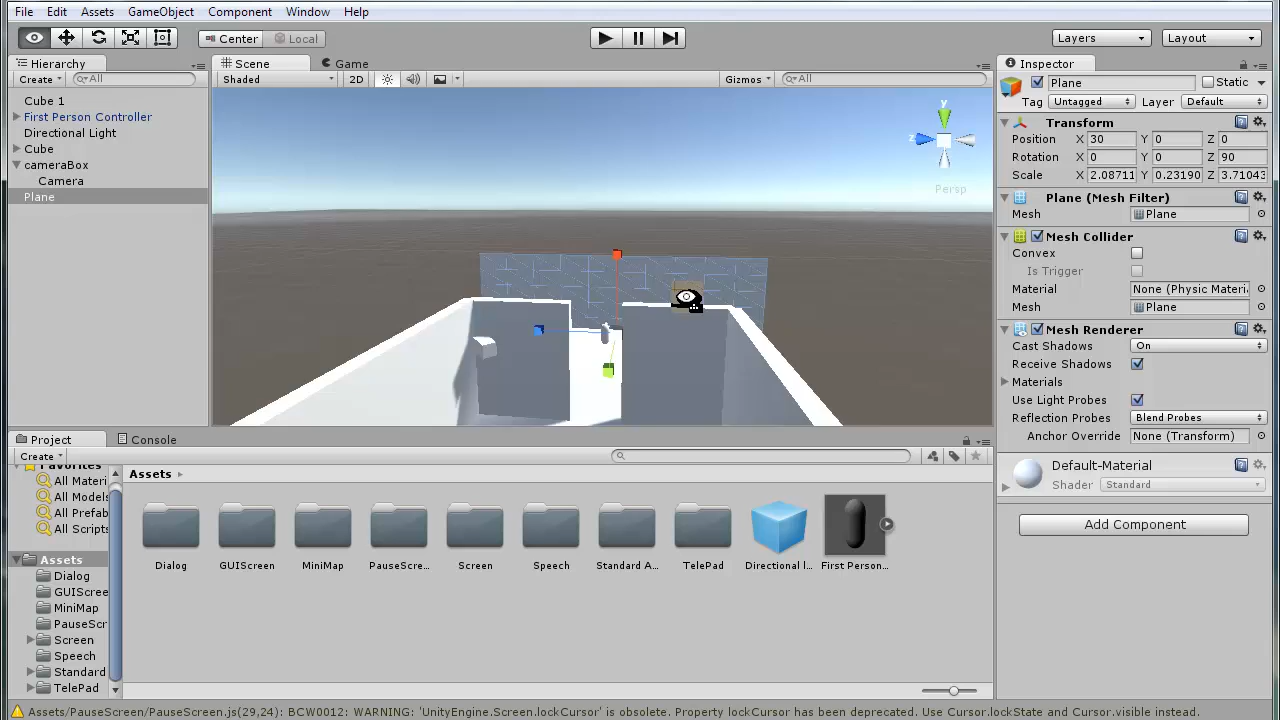 File Edit Assets GameObject Component Window Help
Center Local Layers Layout
Hierarchy
Create All
Cube 1
First Person Controller
Directional Light
Cube
cameraBox
Camera
Plane
Scene Game
Shaded 2D Gizmos All
y
z
Persp
Inspector
Plane Static
Tag Untagged Layer Default
Transform
Position X 30 Y 0 Z 0
Rotation X 0 Y 0 Z 90
Scale X 2.08711 Y 0.23190 Z 3.71043
Plane (Mesh Filter)
Mesh Plane
Mesh Collider
Convex
Is Trigger
Material None (Physic Materi
Mesh Plane
Mesh Renderer
Cast Shadows On
Receive Shadows
Materials
Use Light Probes
Reflection Probes Blend Probes
Anchor Override None (Transform)
Default-Material
Shader Standard
Add Component
Project Console
Create
Favorites
All Materi
All Models
All Prefab
All Scripts
Assets
Dialog
GUIScree
MiniMap
PauseScr
Screen
Speech
Standard
TelePad
Assets
Dialog GUIScreen MiniMap PauseScre... Screen Speech Standard A... TelePad Directional l... First Person...
Assets/PauseScreen/PauseScreen.js(29,24): BCW0012: WARNING: 'UnityEngine.Screen.lockCursor' is obsolete. Property lockCursor has been deprecated. Use Cursor.lockState and Cursor.visible instead.